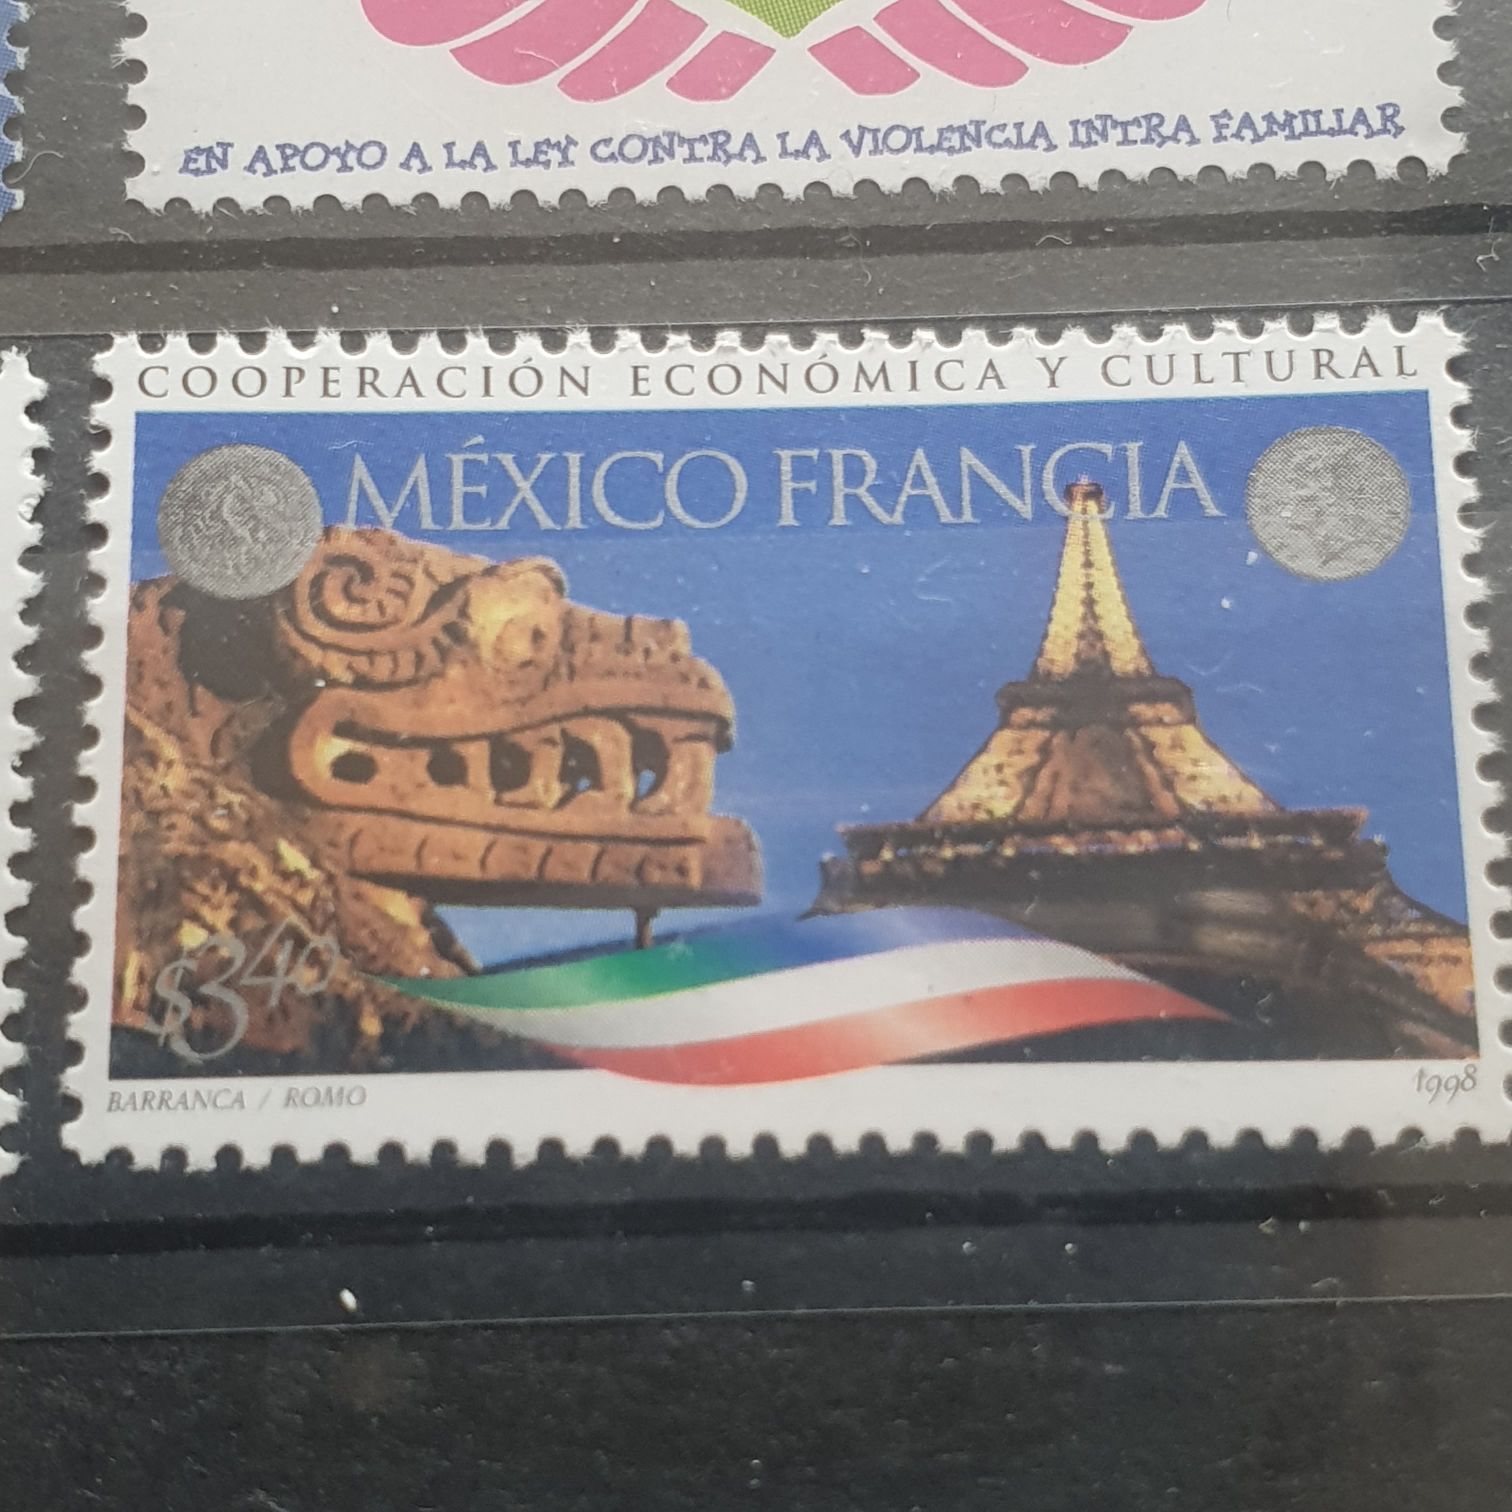 EN APOYO A LA LEY CONTRA LA VIOLENCIA INTRA FAMILIAR
COOPERACIÓN ECONÓMICA Y CULTURAL
MÉXICO FRANCIA
$3.40
BARRANCA / ROMO
1998